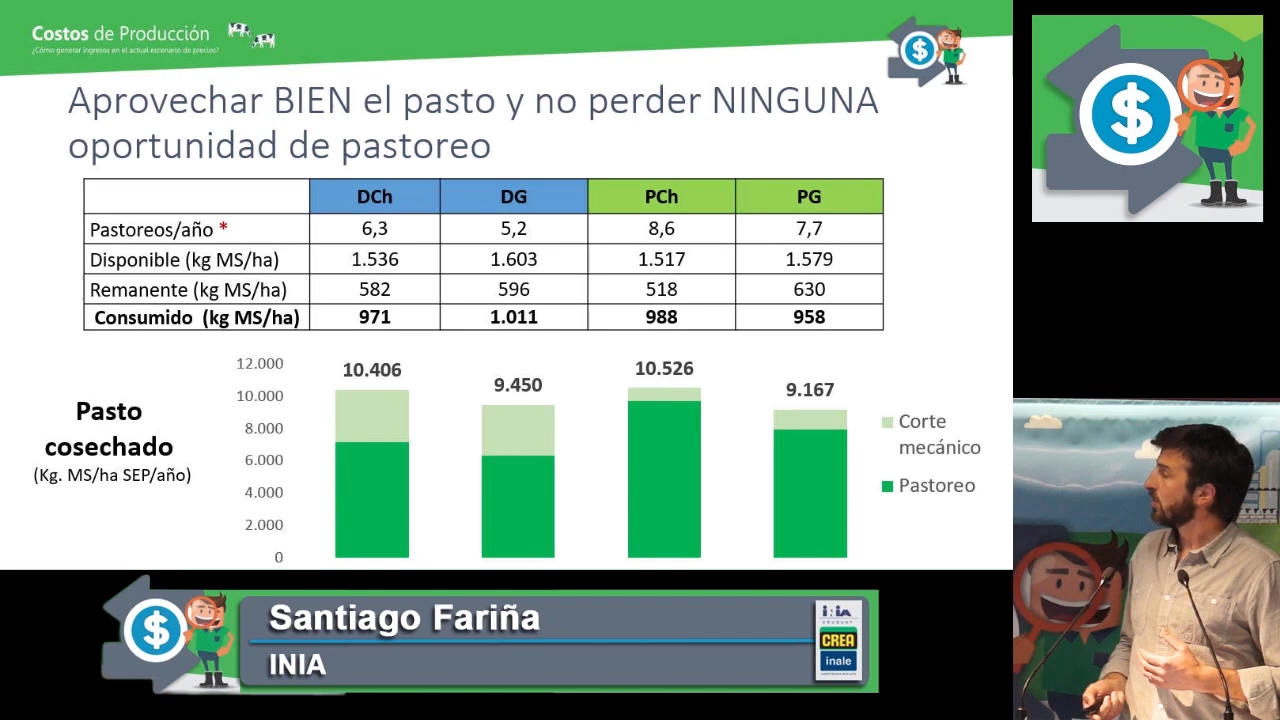 Costos de Producción
¿Cómo generar ingresos en el actual escenario de precios?
$
$
Aprovechar BIEN el pasto y no perder NINGUNA
oportunidad de pastoreo
DCh DG PCh PG
Pastoreos/año * 6,3 5,2 8,6 7,7
Disponible (kg MS/ha) 1.536 1.603 1.517 1.579
Remanente (kg MS/ha) 582 596 518 630
Consumido (kg MS/ha) 971 1.011 988 958
Pasto
cosechado
(Kg. MS/ha SEP/año)
12.000
10.000
8.000
6.000
4.000
2.000
0
10.406 9.450 10.526 9.167
Corte
mecánico
Pastoreo
$
Santiago Fariña
INIA
inia
URUGUAY
CREA
inale